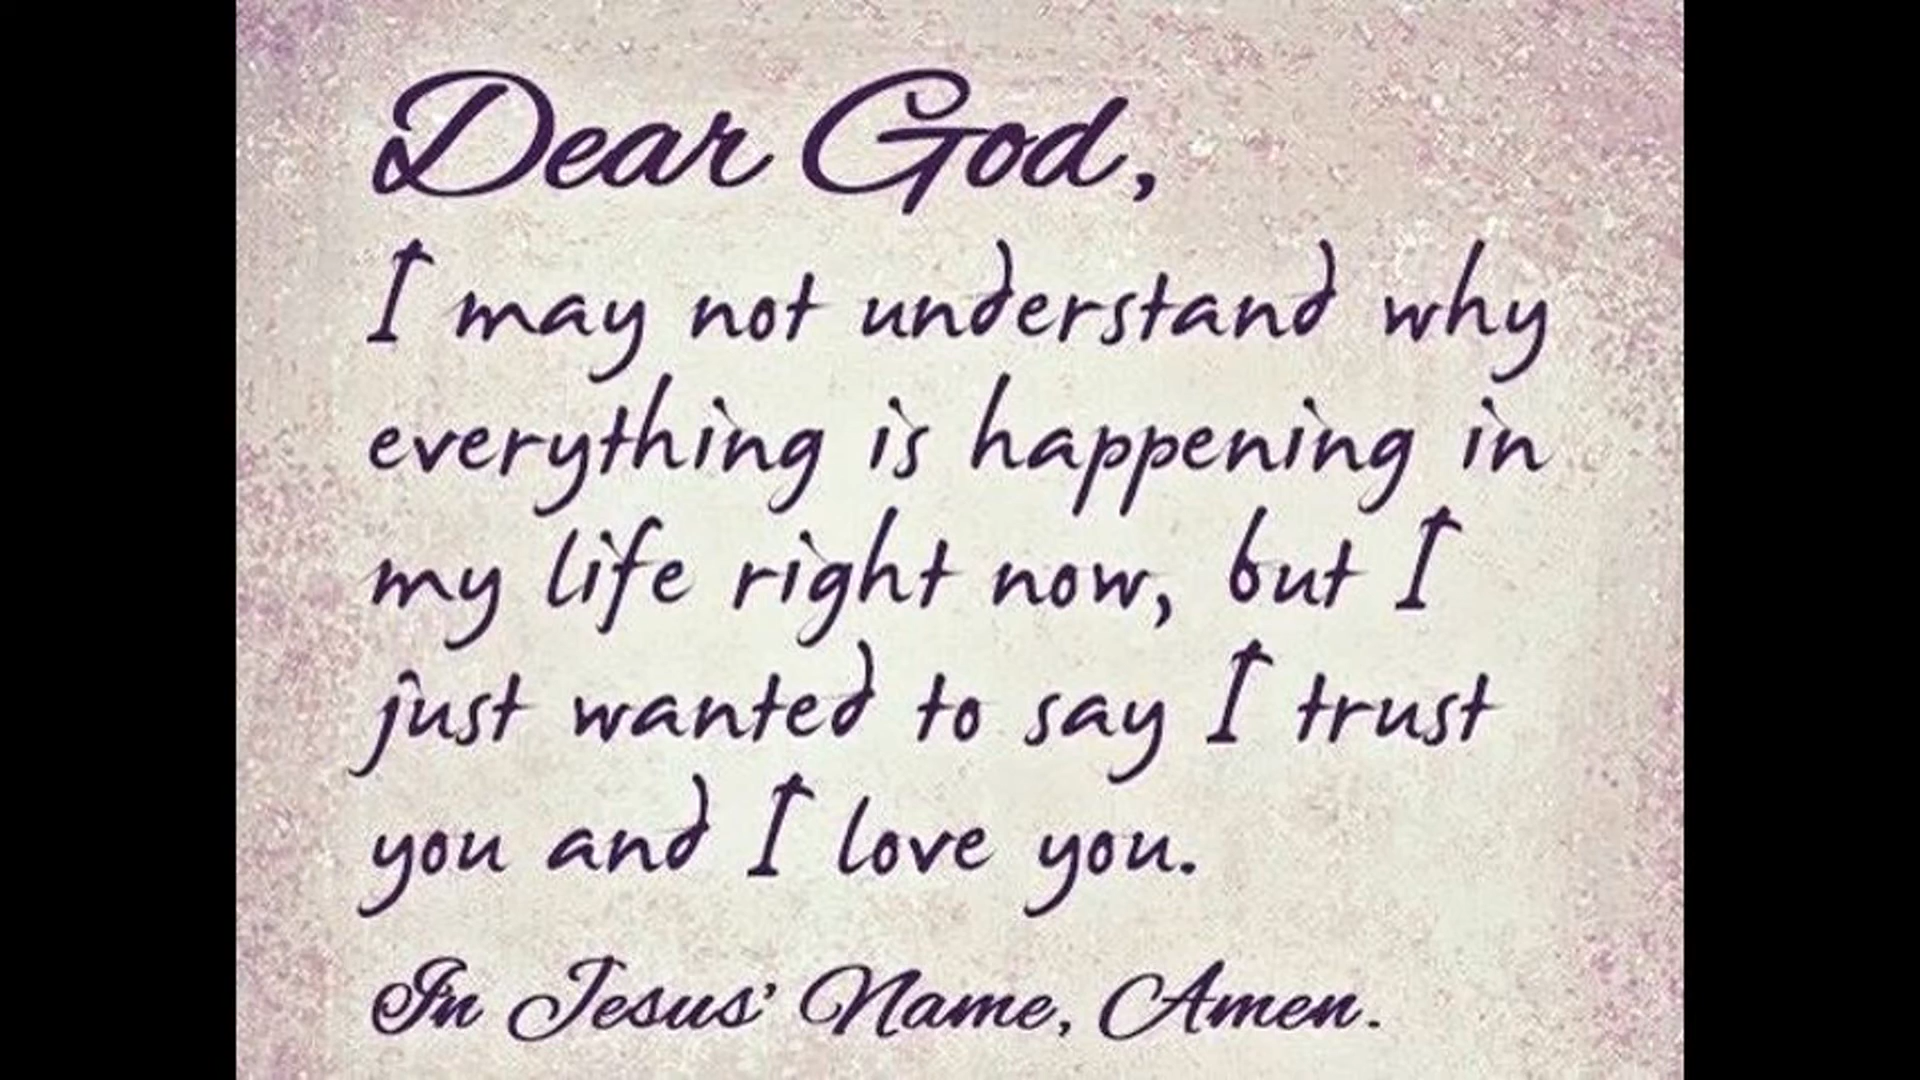 Dear God,
I may not understand why
everything is happening in
my life right now, but I
just wanted to say I trust
you and I love you.
In Jesus' Name, Amen.